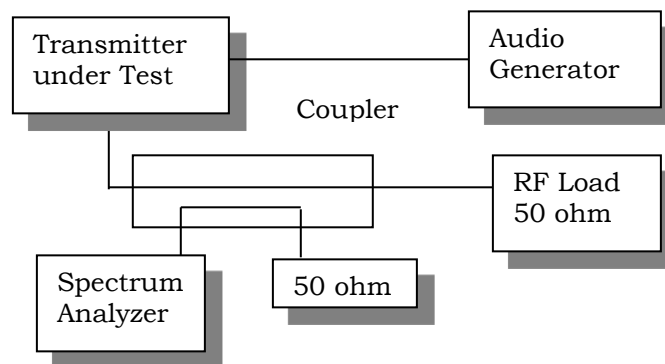 Transmitter
under Test
Audio
Generator
Coupler
RF Load
50 ohm
Spectrum
Analyzer
50 ohm